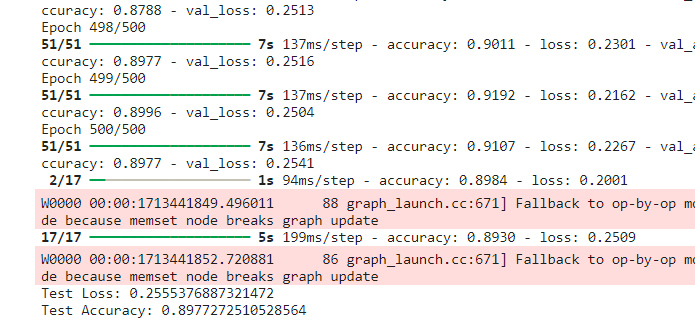 ccuracy: 0.8788 - val_loss: 0.2513
Epoch 498/500
51/51 ━━━━━━━━━━━━━━━━━━━━ 7s 137ms/step - accuracy: 0.9011 - loss: 0.2301 - val_a
ccuracy: 0.8977 - val_loss: 0.2516
Epoch 499/500
51/51 ━━━━━━━━━━━━━━━━━━━━ 7s 137ms/step - accuracy: 0.9192 - loss: 0.2162 - val_a
ccuracy: 0.8996 - val_loss: 0.2504
Epoch 500/500
51/51 ━━━━━━━━━━━━━━━━━━━━ 7s 136ms/step - accuracy: 0.9107 - loss: 0.2267 - val_a
ccuracy: 0.8977 - val_loss: 0.2541
2/17 ━━━━━━━━━━━━━━━━━━━━ 1s 94ms/step - accuracy: 0.8984 - loss: 0.2001
W0000 00:00:1713441849.496011 88 graph_launch.cc:671] Fallback to op-by-op mo
de because memset node breaks graph update
17/17 ━━━━━━━━━━━━━━━━━━━━ 5s 199ms/step - accuracy: 0.8930 - loss: 0.2509
W0000 00:00:1713441852.720881 86 graph_launch.cc:671] Fallback to op-by-op mo
de because memset node breaks graph update
Test Loss: 0.2555376887321472
Test Accuracy: 0.8977272510528564